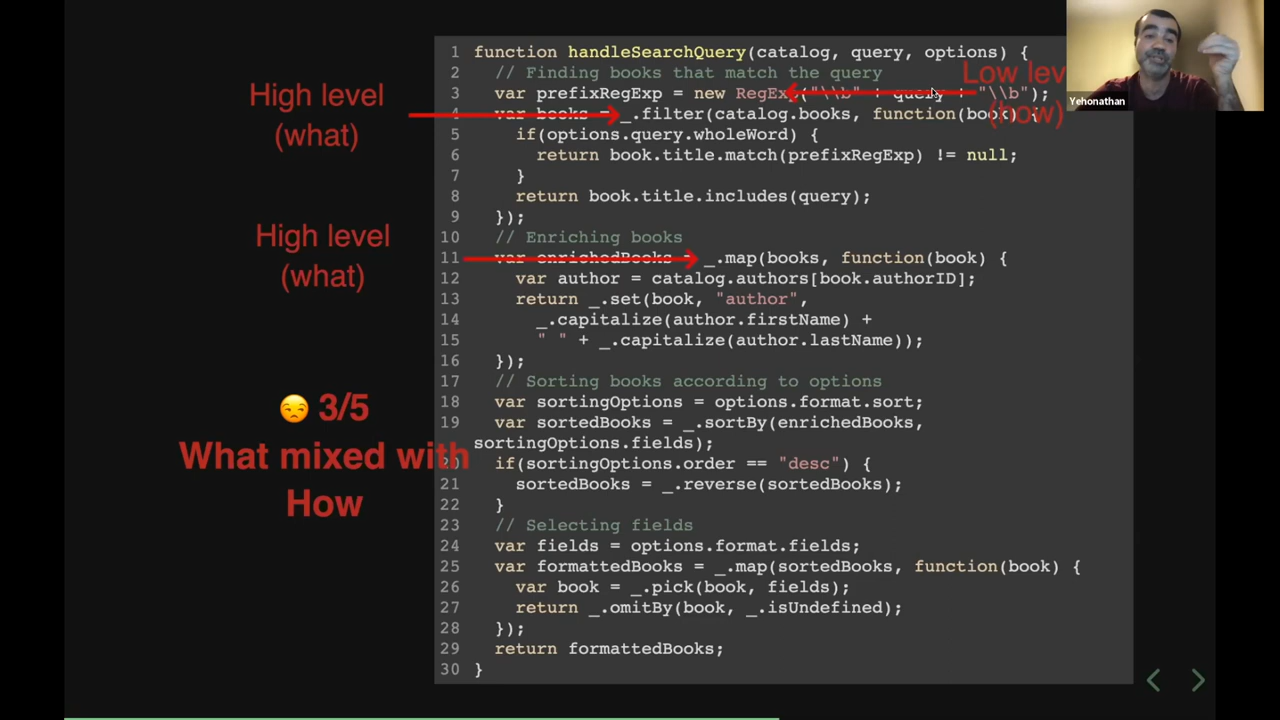 High level
(what)
High level
(what)
😒 3/5
What mixed with
How
Low lev
(how)
Yehonathan
1 function handleSearchQuery(catalog, query, options) {
2 // Finding books that match the query
3 var prefixRegExp = new RegExp("\\b" + query + "\\b");
4 var books = _.filter(catalog.books, function(book) {
5 if(options.query.wholeWord) {
6 return book.title.match(prefixRegExp) != null;
7 }
8 return book.title.includes(query);
9 });
10 // Enriching books
11 var enrichedBooks = _.map(books, function(book) {
12 var author = catalog.authors[book.authorID];
13 return _.set(book, "author",
14 _.capitalize(author.firstName) +
15 " " + _.capitalize(author.lastName));
16 });
17 // Sorting books according to options
18 var sortingOptions = options.format.sort;
19 var sortedBooks = _.sortBy(enrichedBooks,
sortingOptions.fields);
20 if(sortingOptions.order == "desc") {
21 sortedBooks = _.reverse(sortedBooks);
22 }
23 // Selecting fields
24 var fields = options.format.fields;
25 var formattedBooks = _.map(sortedBooks, function(book) {
26 var book = _.pick(book, fields);
27 return _.omitBy(book, _.isUndefined);
28 });
29 return formattedBooks;
30 }